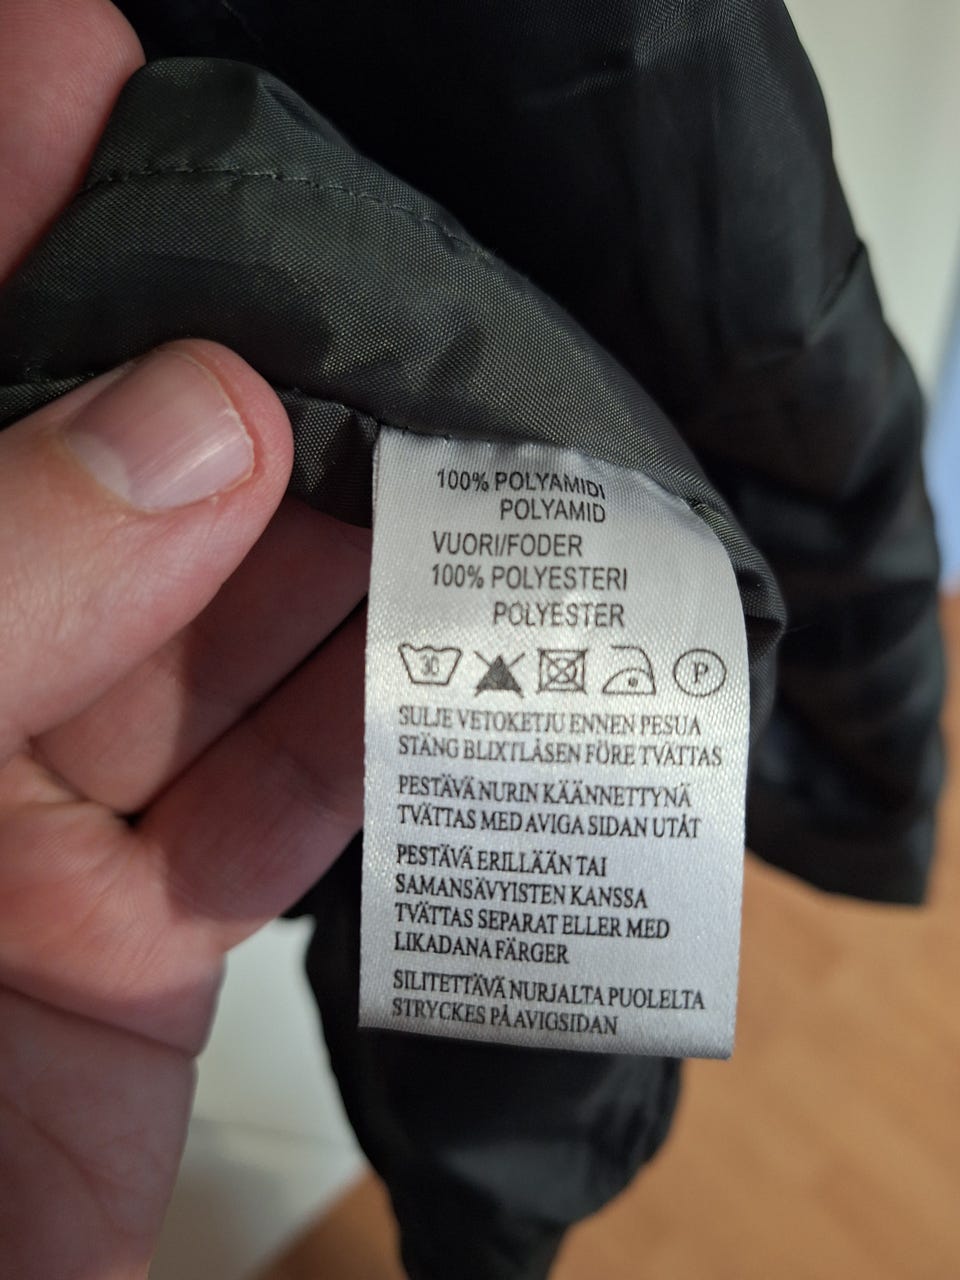 100% POLYAMIDI
POLYAMID
VUORI/FODER
100% POLYESTERI
POLYESTER
30 P
SULJE VETOKETJU ENNEN PESUA
STÄNG BLIXTLÅSEN FÖRE TVÄTTAS
PESTÄVÄ NURIN KÄÄNNETTYNÄ
TVÄTTAS MED AVIGA SIDAN UTÅT
PESTÄVÄ ERILLÄÄN TAI
SAMANSÄVYISTEN KANSSA
TVÄTTAS SEPARAT ELLER MED
LIKADANA FÄRGER
SILITETTÄVÄ NURJALTA PUOLELTA
STRYCKES PÅ AVIGSIDAN